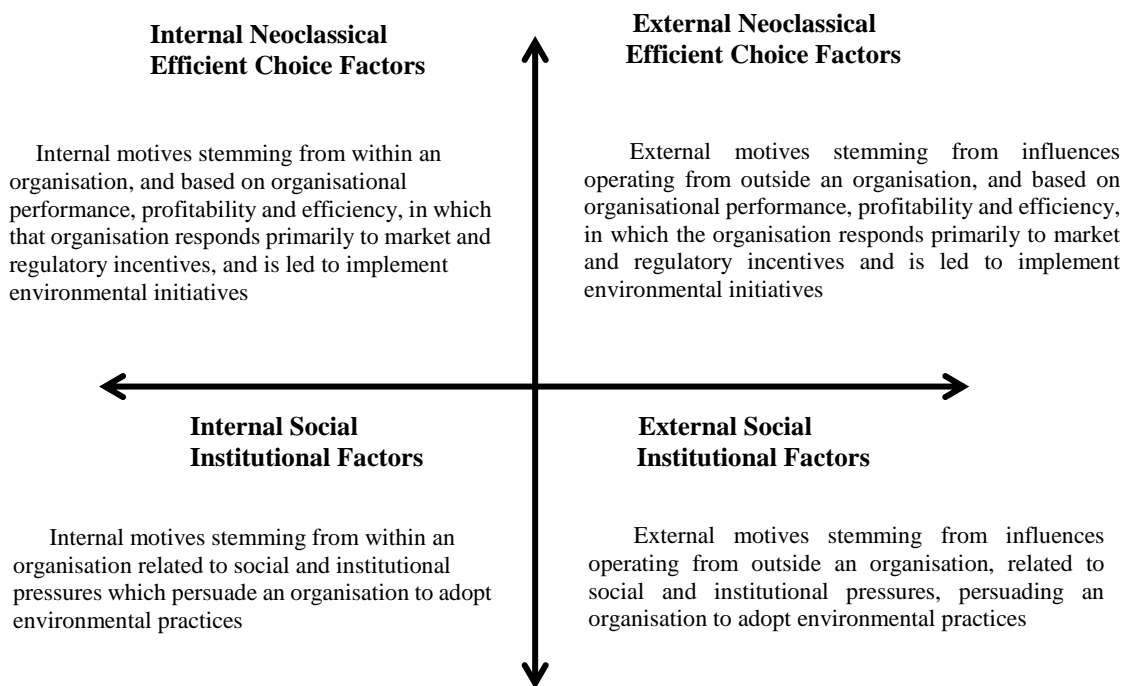 Internal Neoclassical
Efficient Choice Factors
Internal motives stemming from within an
organisation, and based on organisational
performance, profitability and efficiency, in which
that organisation responds primarily to market and
regulatory incentives, and is led to implement
environmental initiatives
External Neoclassical
Efficient Choice Factors
External motives stemming from influences
operating from outside an organisation, and based on
organisational performance, profitability and efficiency,
in which the organisation responds primarily to market
and regulatory incentives and is led to implement
environmental initiatives
Internal Social
Institutional Factors
Internal motives stemming from within an
organisation related to social and institutional
pressures which persuade an organisation to adopt
environmental practices
External Social
Institutional Factors
External motives stemming from influences
operating from outside an organisation, related to
social and institutional pressures, persuading an
organisation to adopt environmental practices